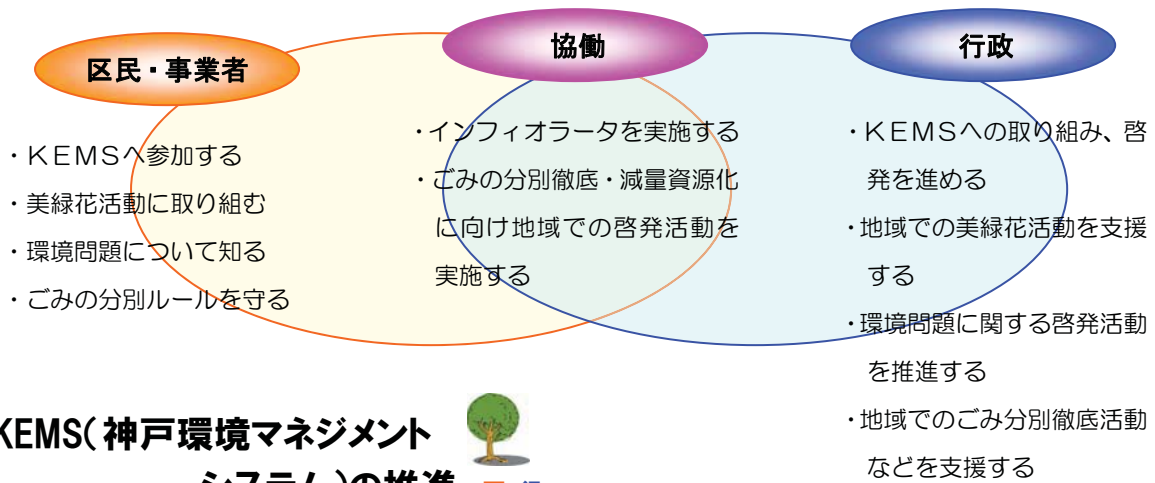 区民・事業者
協働
行政
・KEMSへ参加する
・美緑花活動に取り組む
・環境問題について知る
・ごみの分別ルールを守る
・インフィオラータを実施する
・ごみの分別徹底・減量資源化
に向け地域での啓発活動を
実施する
・KEMSへの取り組み、啓
発を進める
・地域での美緑花活動を支援
する
・環境問題に関する啓発活動
を推進する
・地域でのごみ分別徹底活動
などを支援する
KEMS(神戸環境マネジメント
システム)の推進